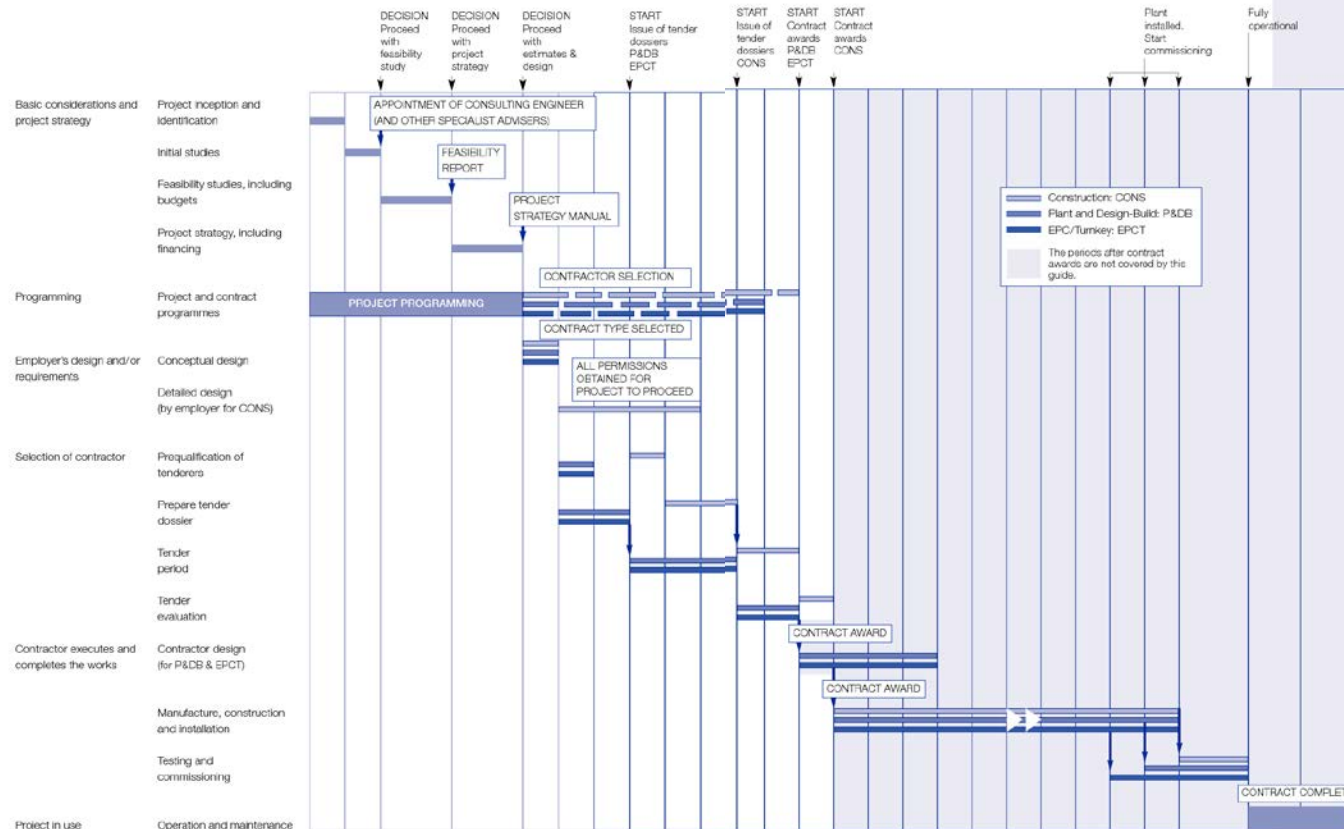 DECISION
Proceed
with
feasibility
study
DECISION
Proceed
with
project
strategy
DECISION
Proceed
with
estimates &
design
START
Issue of tender
dossiers
P&DB
EPCT
START
Issue of
tender
dossiers
CONS
START
Contract
awards
P&DB
EPCT
START
Contract
awards
CONS
Plant
installed.
Start
commissioning
Fully
operational
Basic considerations and
project strategy
Project inception and
identification
APPOINTMENT OF CONSULTING ENGINEER
(AND OTHER SPECIALIST ADVISERS)
Initial studies
FEASIBILITY
REPORT
Feasibility studies, including
budgets
PROJECT
STRATEGY MANUAL
Construction: CONS
Plant and Design-Build: P&DB
EPC/Turnkey: EPCT
The periods after contract
awards are not covered by this
guide.
Project strategy, including
financing
CONTRACTOR SELECTION
Programming
Project and contract
programmes
PROJECT PROGRAMMING
CONTRACT TYPE SELECTED
Employer's design and/or
requirements
Conceptual design
ALL PERMISSIONS
OBTAINED FOR
PROJECT TO PROCEED
Detailed design
(by employer for CONS)
Selection of contractor
Prequalification of
tenderers
Prepare tender
dossier
Tender
period
Tender
evaluation
CONTRACT AWARD
Contractor executes and
completes the works
Contractor design
(for P&DB & EPCT)
CONTRACT AWARD
Manufacture, construction
and installation
Testing and
commissioning
CONTRACT COMPLET
Project in use
Operation and maintenance